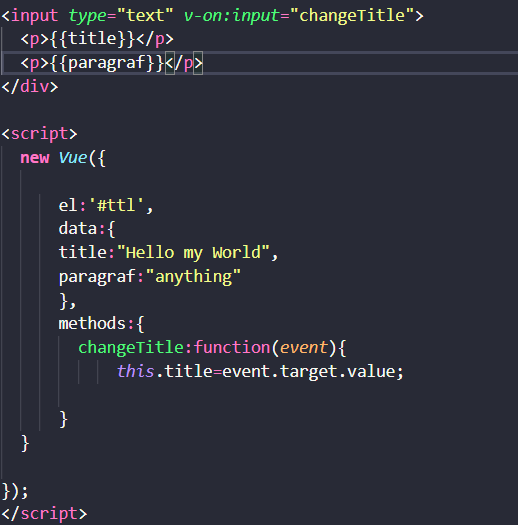 <input type="text" v-on:input="changeTitle">
<p>{{title}}</p>
<p>{{paragraf}}</p>
</div>
<script>
new Vue({
el:'#ttl',
data:{
title:"Hello my World",
paragraf:"anything"
},
methods:{
changeTitle:function(event){
this.title=event.target.value;
}
}
});
</script>